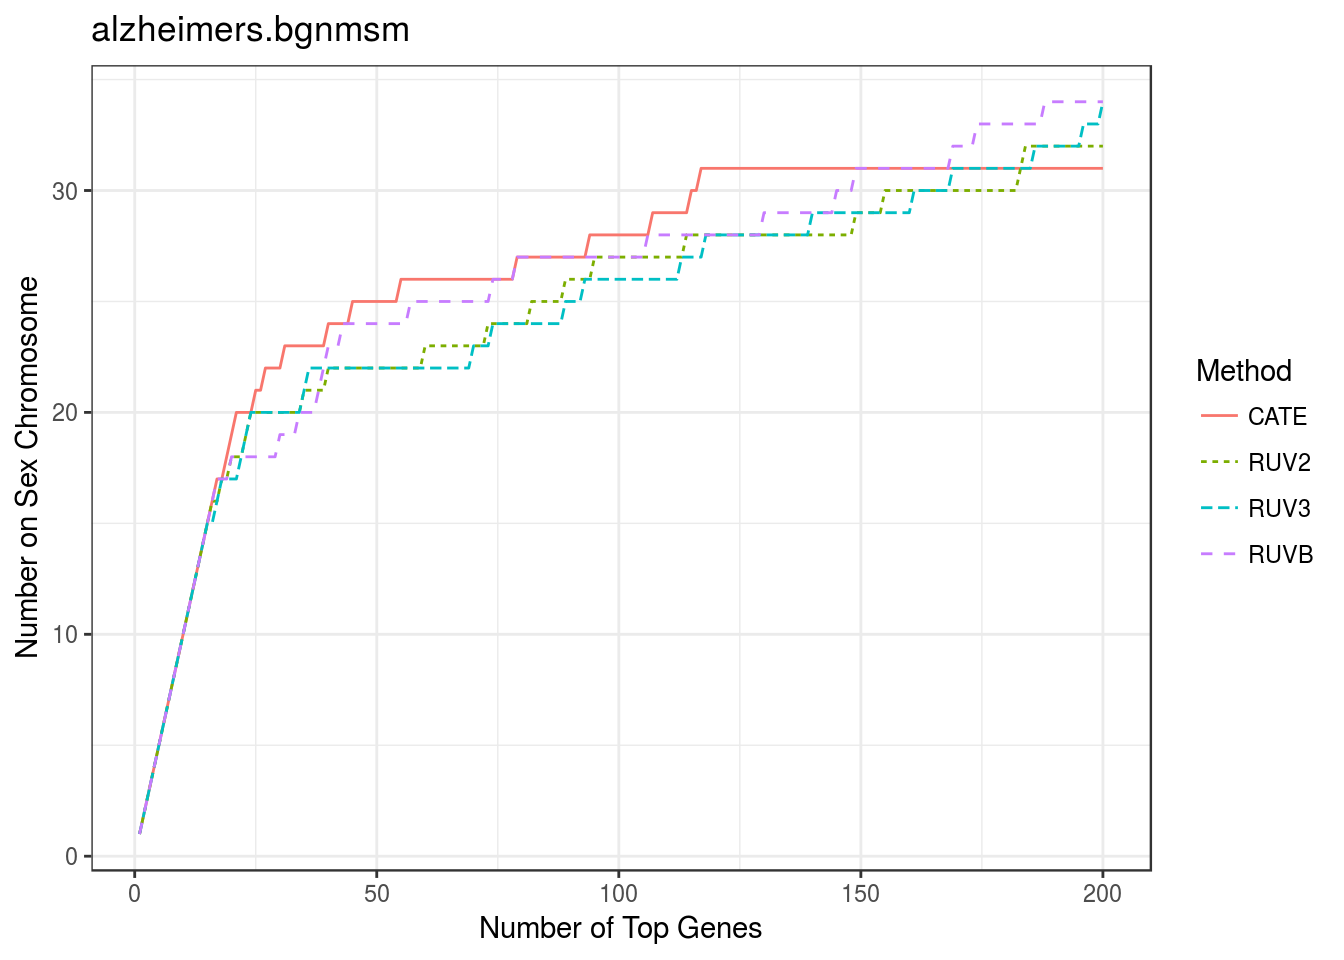 alzheimers.bgnmsm
Number on Sex Chromosome
30
20
10
0
0 50 100 150 200
Number of Top Genes
Method
CATE
RUV2
RUV3
RUVB